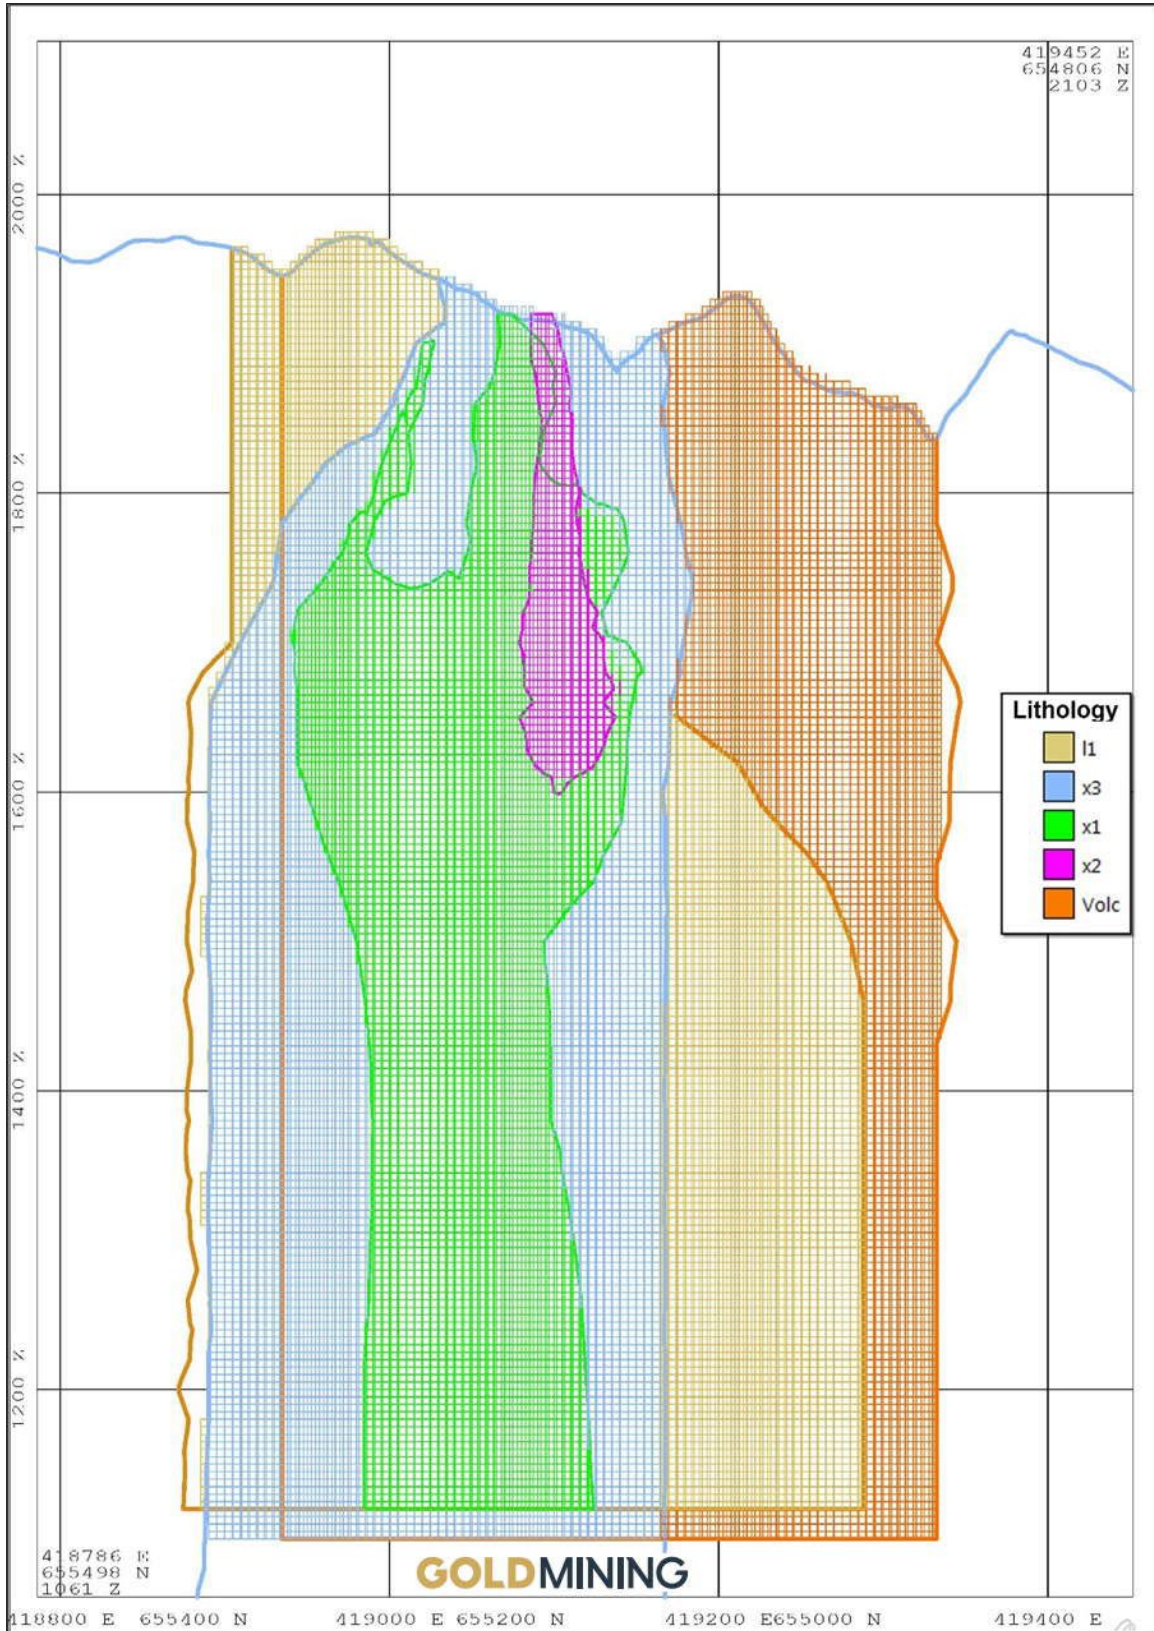 419452 E
654806 N
2103 Z
2000 Z
1800 Z
1600 Z
1400 Z
1200 Z
Lithology
l1
x3
x1
x2
Volc
418786 E
655498 N
1061 Z
GOLDMINING
418800 E 655400 N 419000 E 655200 N 419200 E655000 N 419400 E